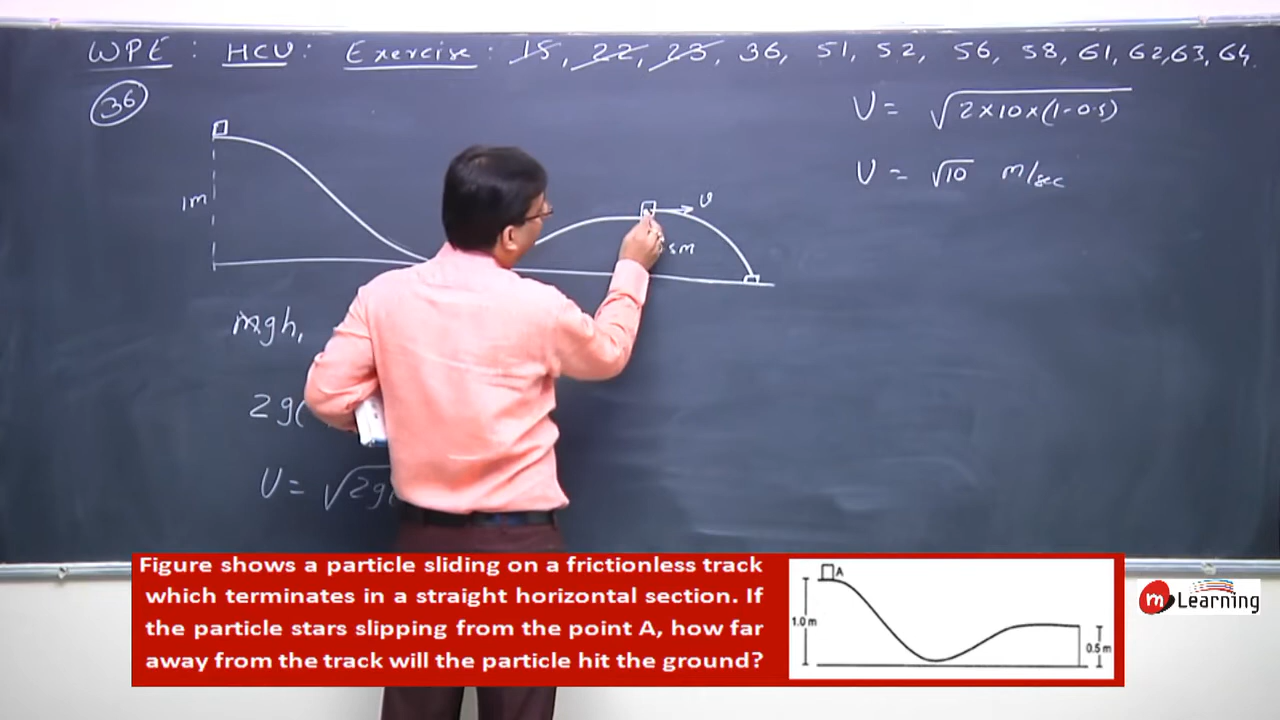 WPE : HCV : Exercise : 15, 22, 23, 36, 51, 52, 56, 58, 61, 62, 63, 64.
36
V = √2×10×(1-0.5)
V = √10 m/sec
1m
v
5m
mgh,
2g(
V = √2g(
Figure shows a particle sliding on a frictionless track
which terminates in a straight horizontal section. If
the particle stars slipping from the point A, how far
away from the track will the particle hit the ground?
A
1.0 m
0.5 m
m Learning